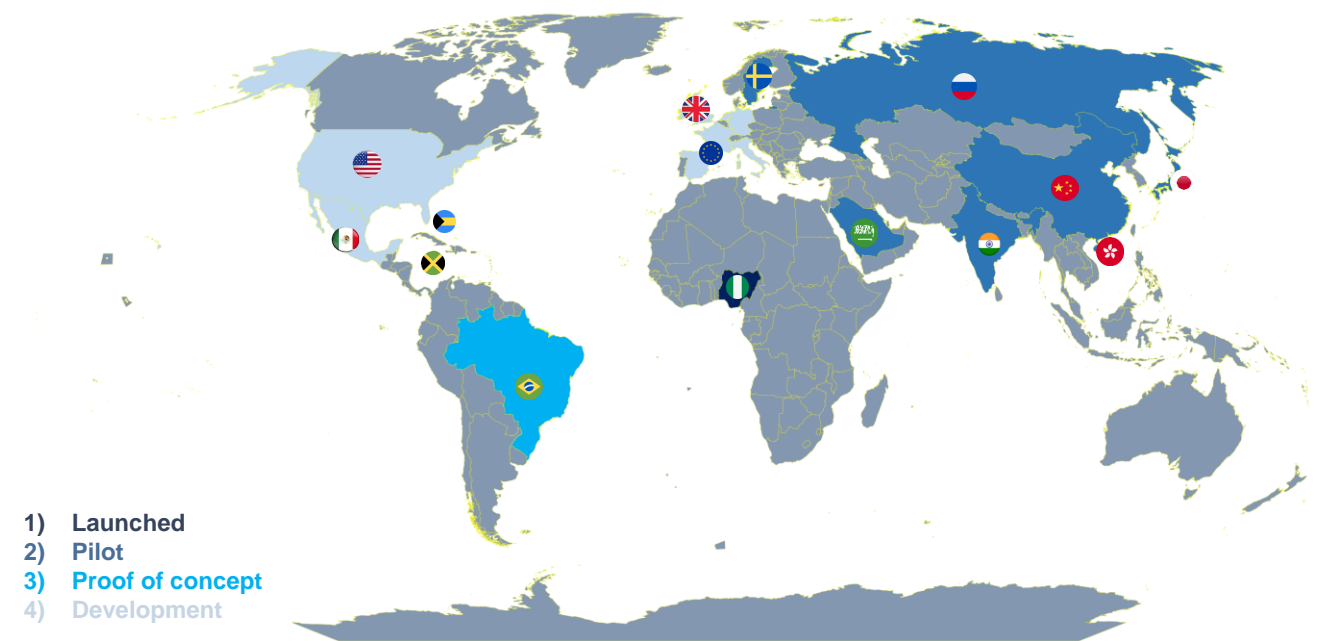 1) Launched
2) Pilot
3) Proof of concept
4) Development